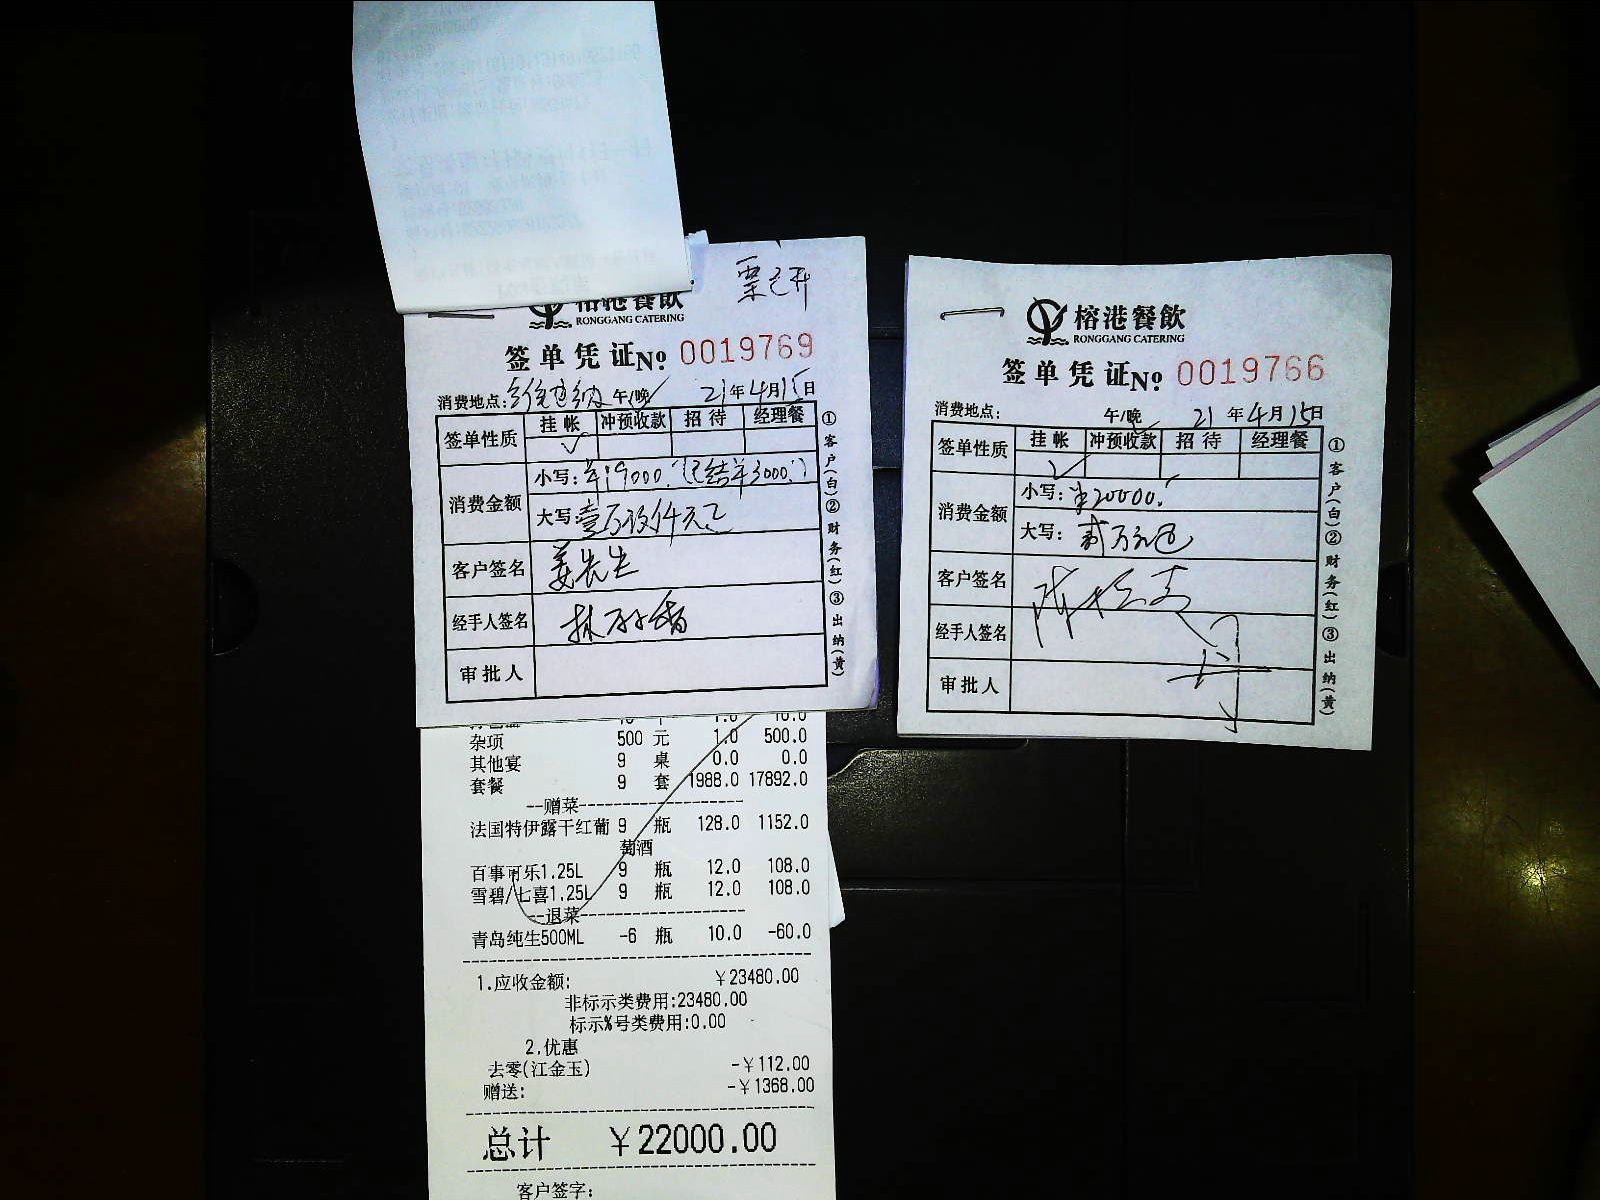 榕港餐飲
RONGGANG CATERING
签单凭证No 0019769
消费地点: 维也纳 午/晚 21年4月15日
签单性质 挂帐 冲预收款 招待 经理餐
✓
消费金额 小写: ¥19000. (已结¥3000.)
大写: 壹万玖仟元
客户签名 姜先生
经手人签名
审批人
①客户(白)②财务(红)③出纳(黄)
杂项 500 元 1.0 500.0
其他宴 9 桌 0.0 0.0
套餐 9 套 1988.0 17892.0
--赠菜--
法国特伊露干红葡 9 瓶 128.0 1152.0
萄酒
百事可乐1.25L 9 瓶 12.0 108.0
雪碧/七喜1.25L 9 瓶 12.0 108.0
--退菜--
青岛纯生500ML -6 瓶 10.0 -60.0
1.应收金额: ¥23480.00
非标示类费用:23480.00
标示%号类费用:0.00
2.优惠
去零(江金玉) -¥112.00
赠送: -¥1368.00
总计 ¥22000.00
客户签字:
榕港餐飲
RONGGANG CATERING
签单凭证No 0019766
消费地点: 午/晚 21年4月15日
签单性质 挂帐 冲预收款 招待 经理餐
✓
消费金额 小写: ¥20000.
大写: 贰万元
客户签名
经手人签名
审批人
①客户(白)②财务(红)③出纳(黄)